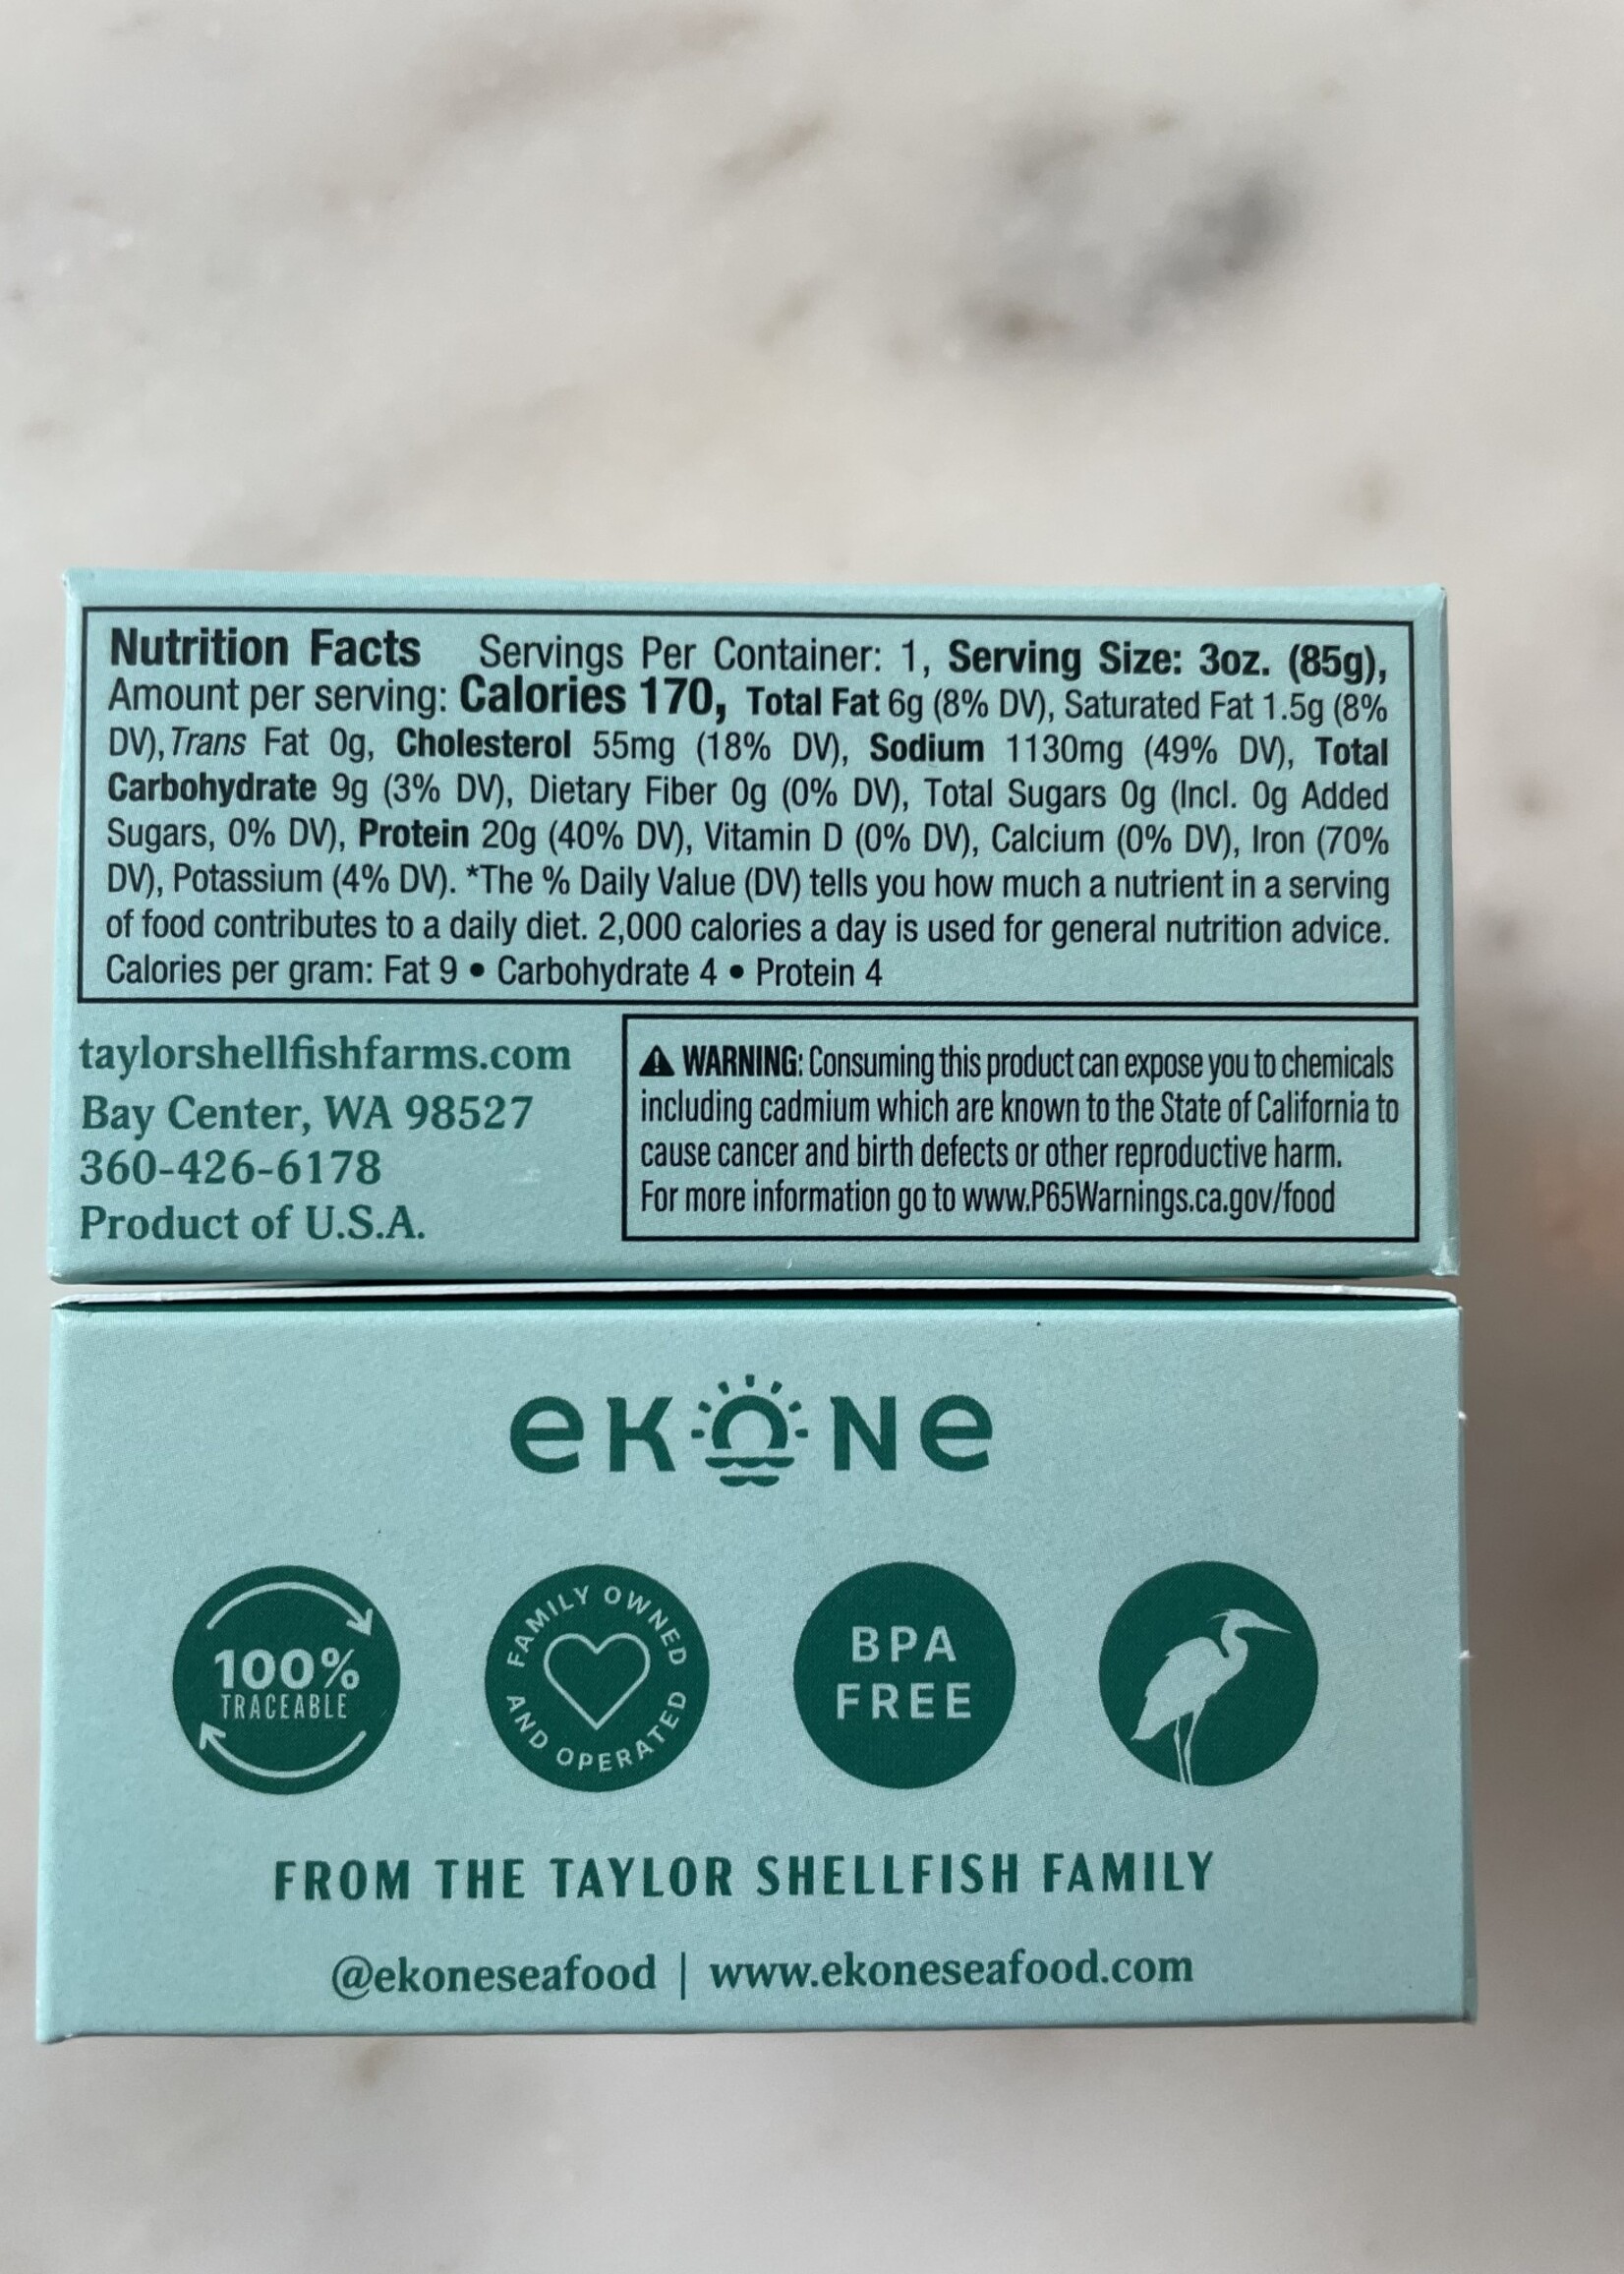 Nutrition Facts Servings Per Container: 1, Serving Size: 3oz. (85g),
Amount per serving: Calories 170, Total Fat 6g (8% DV), Saturated Fat 1.5g (8%
DV), Trans Fat 0g, Cholesterol 55mg (18% DV), Sodium 1130mg (49% DV), Total
Carbohydrate 9g (3% DV), Dietary Fiber 0g (0% DV), Total Sugars 0g (Incl. 0g Added
Sugars, 0% DV), Protein 20g (40% DV), Vitamin D (0% DV), Calcium (0% DV), Iron (70%
DV), Potassium (4% DV). *The % Daily Value (DV) tells you how much a nutrient in a serving
of food contributes to a daily diet. 2,000 calories a day is used for general nutrition advice.
Calories per gram: Fat 9 • Carbohydrate 4 • Protein 4
taylorshellfishfarms.com
Bay Center, WA 98527
360-426-6178
Product of U.S.A.
⚠ WARNING: Consuming this product can expose you to chemicals
including cadmium which are known to the State of California to
cause cancer and birth defects or other reproductive harm.
For more information go to www.P65Warnings.ca.gov/food
eKONe
100%
TRACEABLE
FAMILY OWNED
AND OPERATED
BPA
FREE
FROM THE TAYLOR SHELLFISH FAMILY
@ekoneseafood | www.ekoneseafood.com